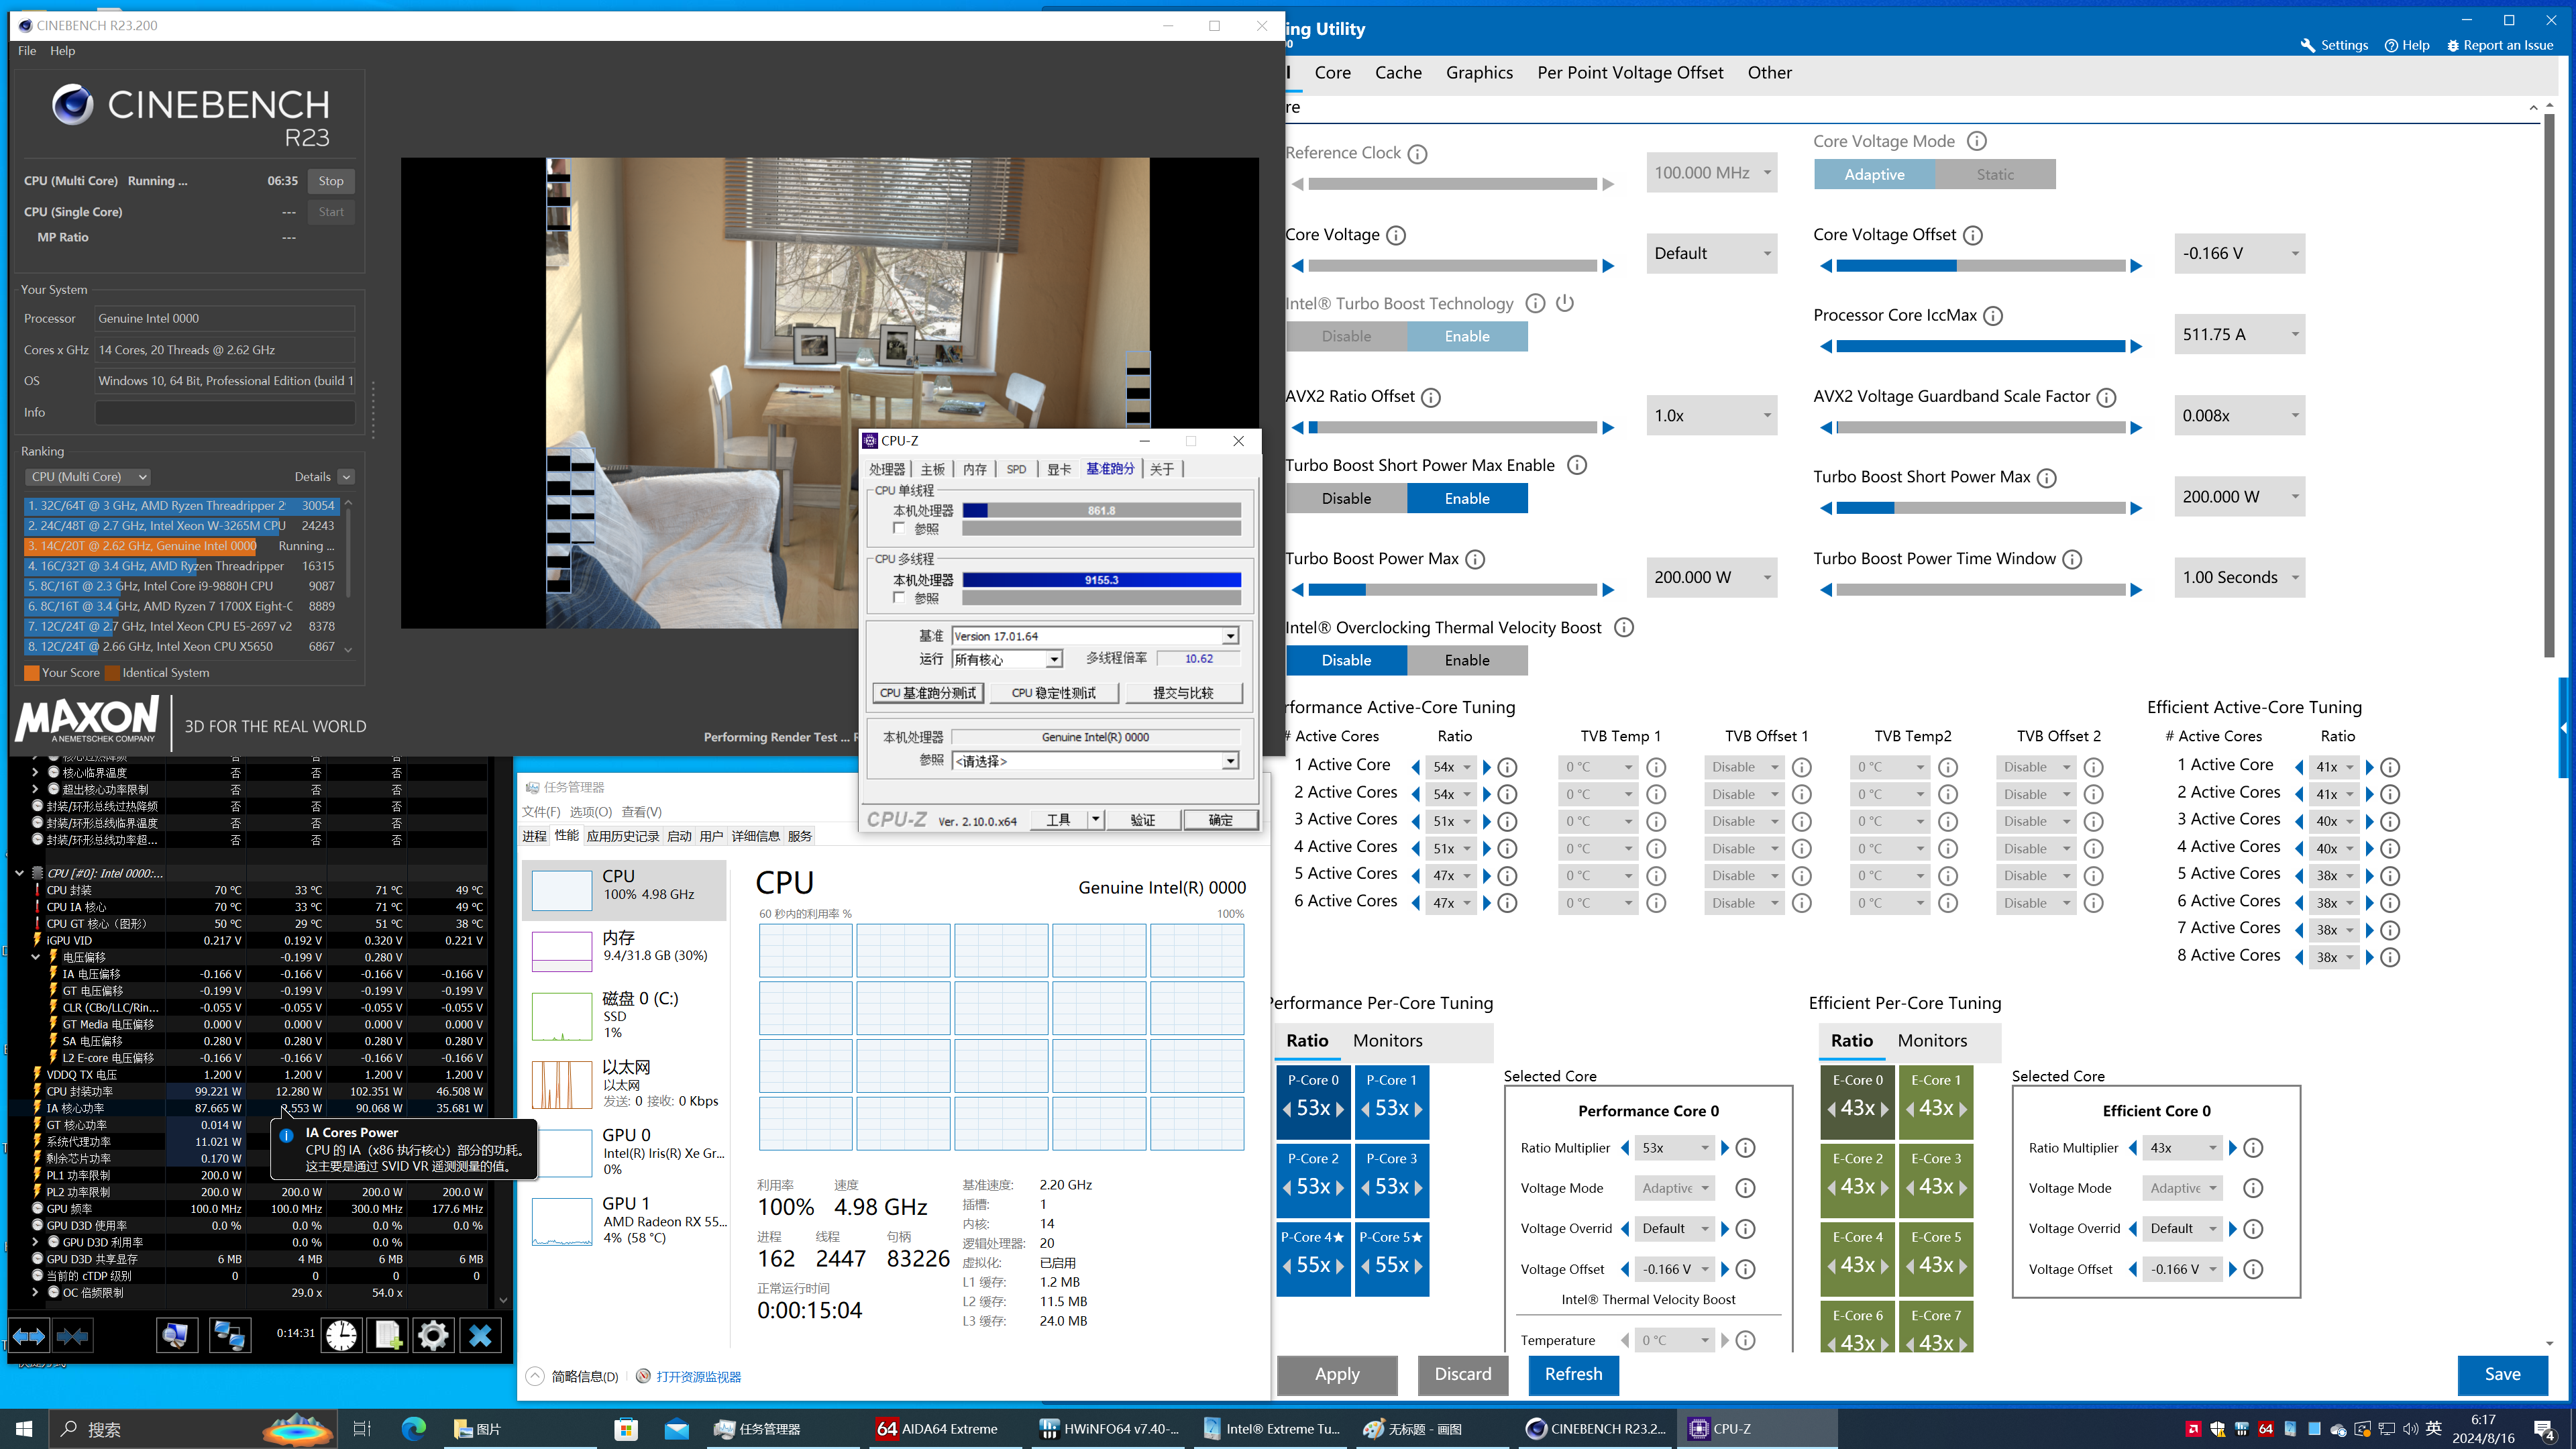 CINEBENCH R23.200
File Help
CINEBENCH
R23
CPU (Multi Core) Running ... 06:35 Stop
CPU (Single Core) --- Start
MP Ratio ---
Your System
Processor Genuine Intel 0000
Cores x GHz 14 Cores, 20 Threads @ 2.62 GHz
OS Windows 10, 64 Bit, Professional Edition (build 1
Info
Ranking
CPU (Multi Core) Details
1. 32C/64T @ 3 GHz, AMD Ryzen Threadripper 2 30054
2. 24C/48T @ 2.7 GHz, Intel Xeon W-3265M CPU 24243
3. 14C/20T @ 2.62 GHz, Genuine Intel 0000 Running ...
4. 16C/32T @ 3.4 GHz, AMD Ryzen Threadripper 16315
5. 8C/16T @ 2.3 GHz, Intel Core i9-9880H CPU 9087
6. 8C/16T @ 3.4 GHz, AMD Ryzen 7 1700X Eight-C 8889
7. 12C/24T @ 2.7 GHz, Intel Xeon CPU E5-2697 v2 8378
8. 12C/24T @ 2.66 GHz, Intel Xeon CPU X5650 6867
Your Score Identical System
MAXON
A NEMETSCHEK COMPANY
3D FOR THE REAL WORLD
Performing Render Test ...
CPU-Z
处理器 主板 内存 SPD 显卡 基准跑分 关于
CPU 单线程
本机处理器 861.8
参照
CPU 多线程
本机处理器 9155.3
参照
基准 Version 17.01.64
运行 所有核心 多线程倍率 10.62
CPU 基准跑分测试 CPU 稳定性测试 提交与比较
本机处理器 Genuine Intel(R) 0000
参照 <请选择>
CPU-Z Ver. 2.10.0.x64 工具 验证 确定
ing Utility
Settings Help Report an Issue
Core Cache Graphics Per Point Voltage Offset Other
re
Reference Clock 100.000 MHz
Core Voltage Mode
Adaptive Static
Core Voltage Default
Core Voltage Offset -0.166 V
Intel® Turbo Boost Technology
Disable Enable
Processor Core IccMax 511.75 A
AVX2 Ratio Offset 1.0x
AVX2 Voltage Guardband Scale Factor 0.008x
Turbo Boost Short Power Max Enable
Disable Enable
Turbo Boost Short Power Max 200.000 W
Turbo Boost Power Max 200.000 W
Turbo Boost Power Time Window 1.00 Seconds
Intel® Overclocking Thermal Velocity Boost
Disable Enable
rformance Active-Core Tuning
# Active Cores Ratio TVB Temp 1 TVB Offset 1 TVB Temp2 TVB Offset 2
1 Active Core 54x 0 °C Disable 0 °C Disable
2 Active Cores 54x 0 °C Disable 0 °C Disable
3 Active Cores 51x 0 °C Disable 0 °C Disable
4 Active Cores 51x 0 °C Disable 0 °C Disable
5 Active Cores 47x 0 °C Disable 0 °C Disable
6 Active Cores 47x 0 °C Disable 0 °C Disable
Efficient Active-Core Tuning
# Active Cores Ratio
1 Active Core 41x
2 Active Cores 41x
3 Active Cores 40x
4 Active Cores 40x
5 Active Cores 38x
6 Active Cores 38x
7 Active Cores 38x
8 Active Cores 38x
Performance Per-Core Tuning
Ratio Monitors
P-Core 0 P-Core 1
53x 53x
P-Core 2 P-Core 3
53x 53x
P-Core 4★ P-Core 5★
55x 55x
Selected Core
Performance Core 0
Ratio Multiplier 53x
Voltage Mode Adaptive
Voltage Overrid Default
Voltage Offset -0.166 V
Intel® Thermal Velocity Boost
Temperature 0 °C
Efficient Per-Core Tuning
Ratio Monitors
E-Core 0 E-Core 1
43x 43x
E-Core 2 E-Core 3
43x 43x
E-Core 4 E-Core 5
43x 43x
E-Core 6 E-Core 7
43x 43x
Selected Core
Efficient Core 0
Ratio Multiplier 43x
Voltage Mode Adaptive
Voltage Overrid Default
Voltage Offset -0.166 V
Apply Discard Refresh Save
核心临界温度 否 否 否
超出核心功率限制 否 否 否
封装/环形总线过热降频 否 否 否
封装/环形总线临界温度 否 否 否
封装/环形总线功率超... 否 否 否
CPU [#0]: Intel 0000:...
CPU 封装 70 °C 33 °C 71 °C 49 °C
CPU IA 核心 70 °C 33 °C 71 °C 49 °C
CPU GT 核心（图形） 50 °C 29 °C 51 °C 38 °C
iGPU VID 0.217 V 0.192 V 0.320 V 0.221 V
电压偏移 -0.199 V 0.280 V
IA 电压偏移 -0.166 V -0.166 V -0.166 V -0.166 V
GT 电压偏移 -0.199 V -0.199 V -0.199 V -0.199 V
CLR (CBo/LLC/Rin... -0.055 V -0.055 V -0.055 V -0.055 V
GT Media 电压偏移 0.000 V 0.000 V 0.000 V 0.000 V
SA 电压偏移 0.280 V 0.280 V 0.280 V 0.280 V
L2 E-core 电压偏移 -0.166 V -0.166 V -0.166 V -0.166 V
VDDQ TX 电压 1.200 V 1.200 V 1.200 V 1.200 V
CPU 封装功率 99.221 W 12.280 W 102.351 W 46.508 W
IA 核心功率 87.665 W .553 W 90.068 W 35.681 W
GT 核心功率 0.014 W
系统代理功率 11.021 W
剩余芯片功率 0.170 W
PL1 功率限制 200.0 W
PL2 功率限制 200.0 W 200.0 W 200.0 W 200.0 W
GPU 频率 100.0 MHz 100.0 MHz 300.0 MHz 177.6 MHz
GPU D3D 使用率 0.0 % 0.0 % 0.0 % 0.0 %
GPU D3D 利用率 0.0 % 0.0 %
GPU D3D 共享显存 6 MB 4 MB 6 MB 6 MB
当前的 cTDP 级别 0 0 0 0
OC 倍频限制 29.0 x 54.0 x
0:14:31
IA Cores Power
CPU 的 IA（x86 执行核心）部分的功耗。
这主要是通过 SVID VR 遥测测量的值。
任务管理器
文件(F) 选项(O) 查看(V)
进程 性能 应用历史记录 启动 用户 详细信息 服务
CPU
100% 4.98 GHz
内存
9.4/31.8 GB (30%)
磁盘 0 (C:)
SSD
1%
以太网
以太网
发送: 0 接收: 0 Kbps
GPU 0
Intel(R) Iris(R) Xe Gr...
0%
GPU 1
AMD Radeon RX 55...
4% (58 °C)
CPU Genuine Intel(R) 0000
60 秒内的利用率 % 100%
利用率 速度
100% 4.98 GHz
进程 线程 句柄
162 2447 83226
正常运行时间
0:00:15:04
基准速度: 2.20 GHz
插槽: 1
内核: 14
逻辑处理器: 20
虚拟化: 已启用
L1 缓存: 1.2 MB
L2 缓存: 11.5 MB
L3 缓存: 24.0 MB
简略信息(D) 打开资源监视器
搜索 图片 任务管理器 64 AIDA64 Extreme HWiNFO64 v7.40-... Intel® Extreme Tu... 无标题 - 画图 CINEBENCH R23.2... CPU-Z
64 英 6:17
2024/8/16 4